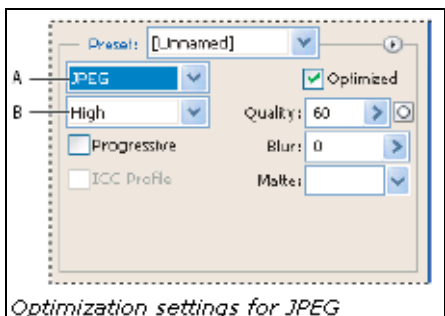 Preset: [Unnamed]
A JPEG Optimized
B High Quality: 60
Progressive Blur: 0
ICC Profile Matte:
Optimization settings for JPEG